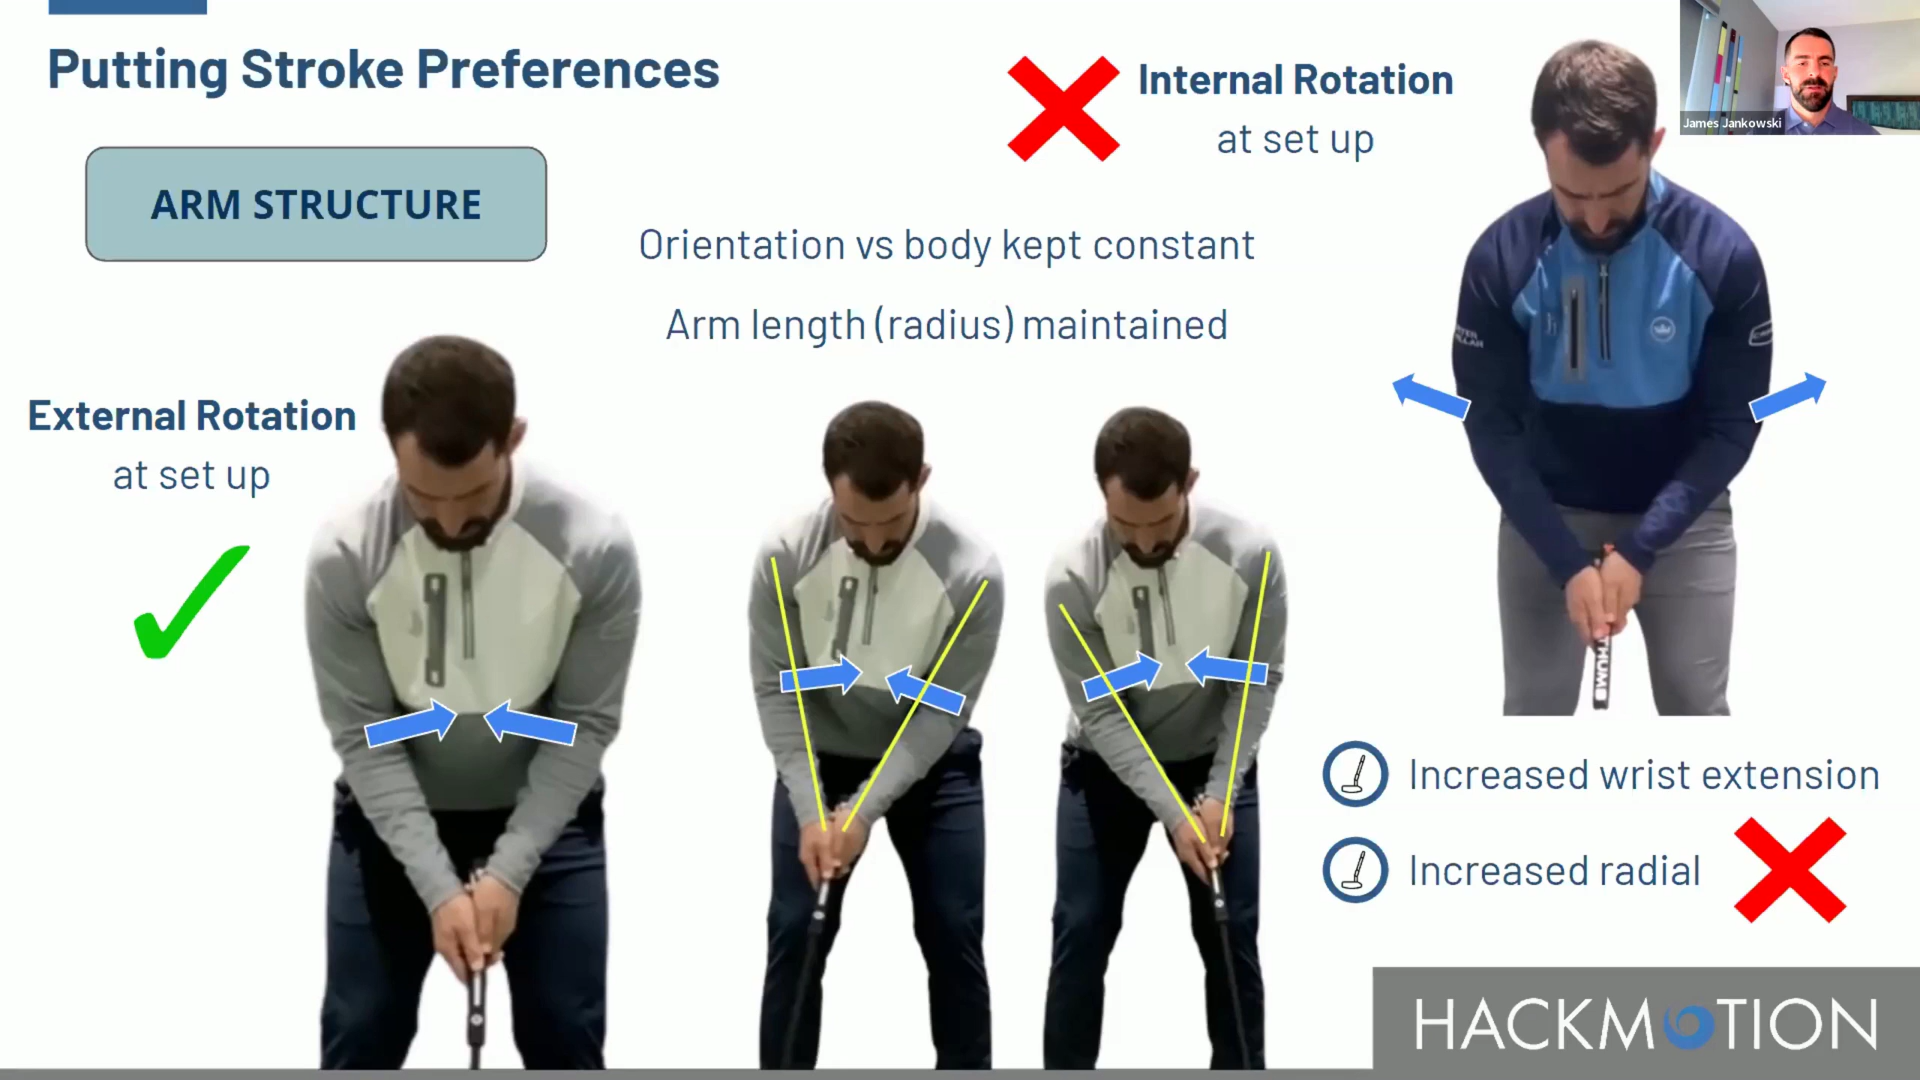 Putting Stroke Preferences
ARM STRUCTURE
Internal Rotation
at set up
James Jankowski
Orientation vs body kept constant
Arm length (radius) maintained
External Rotation
at set up
Increased wrist extension
Increased radial
HACKMOTION